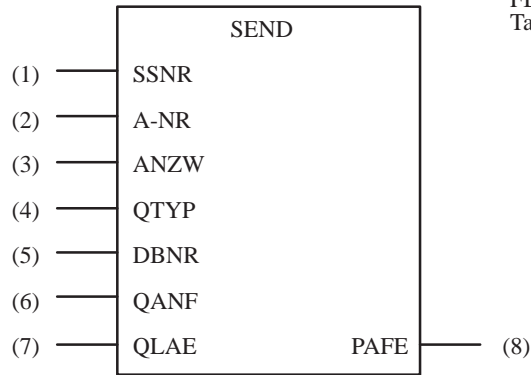 SEND
(1) SSNR
(2) A-NR
(3) ANZW
(4) QTYP
(5) DBNR
(6) QANF
(7) QLAE PAFE (8)